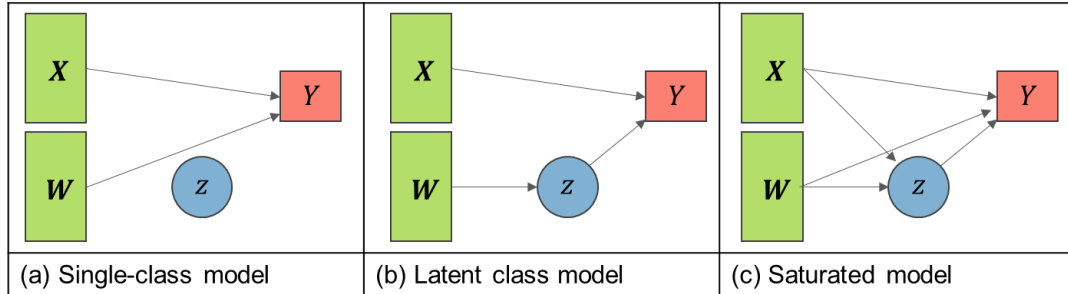 X
Y
W
z
(a) Single-class model
X
Y
W
z
(b) Latent class model
X
Y
W
z
(c) Saturated model